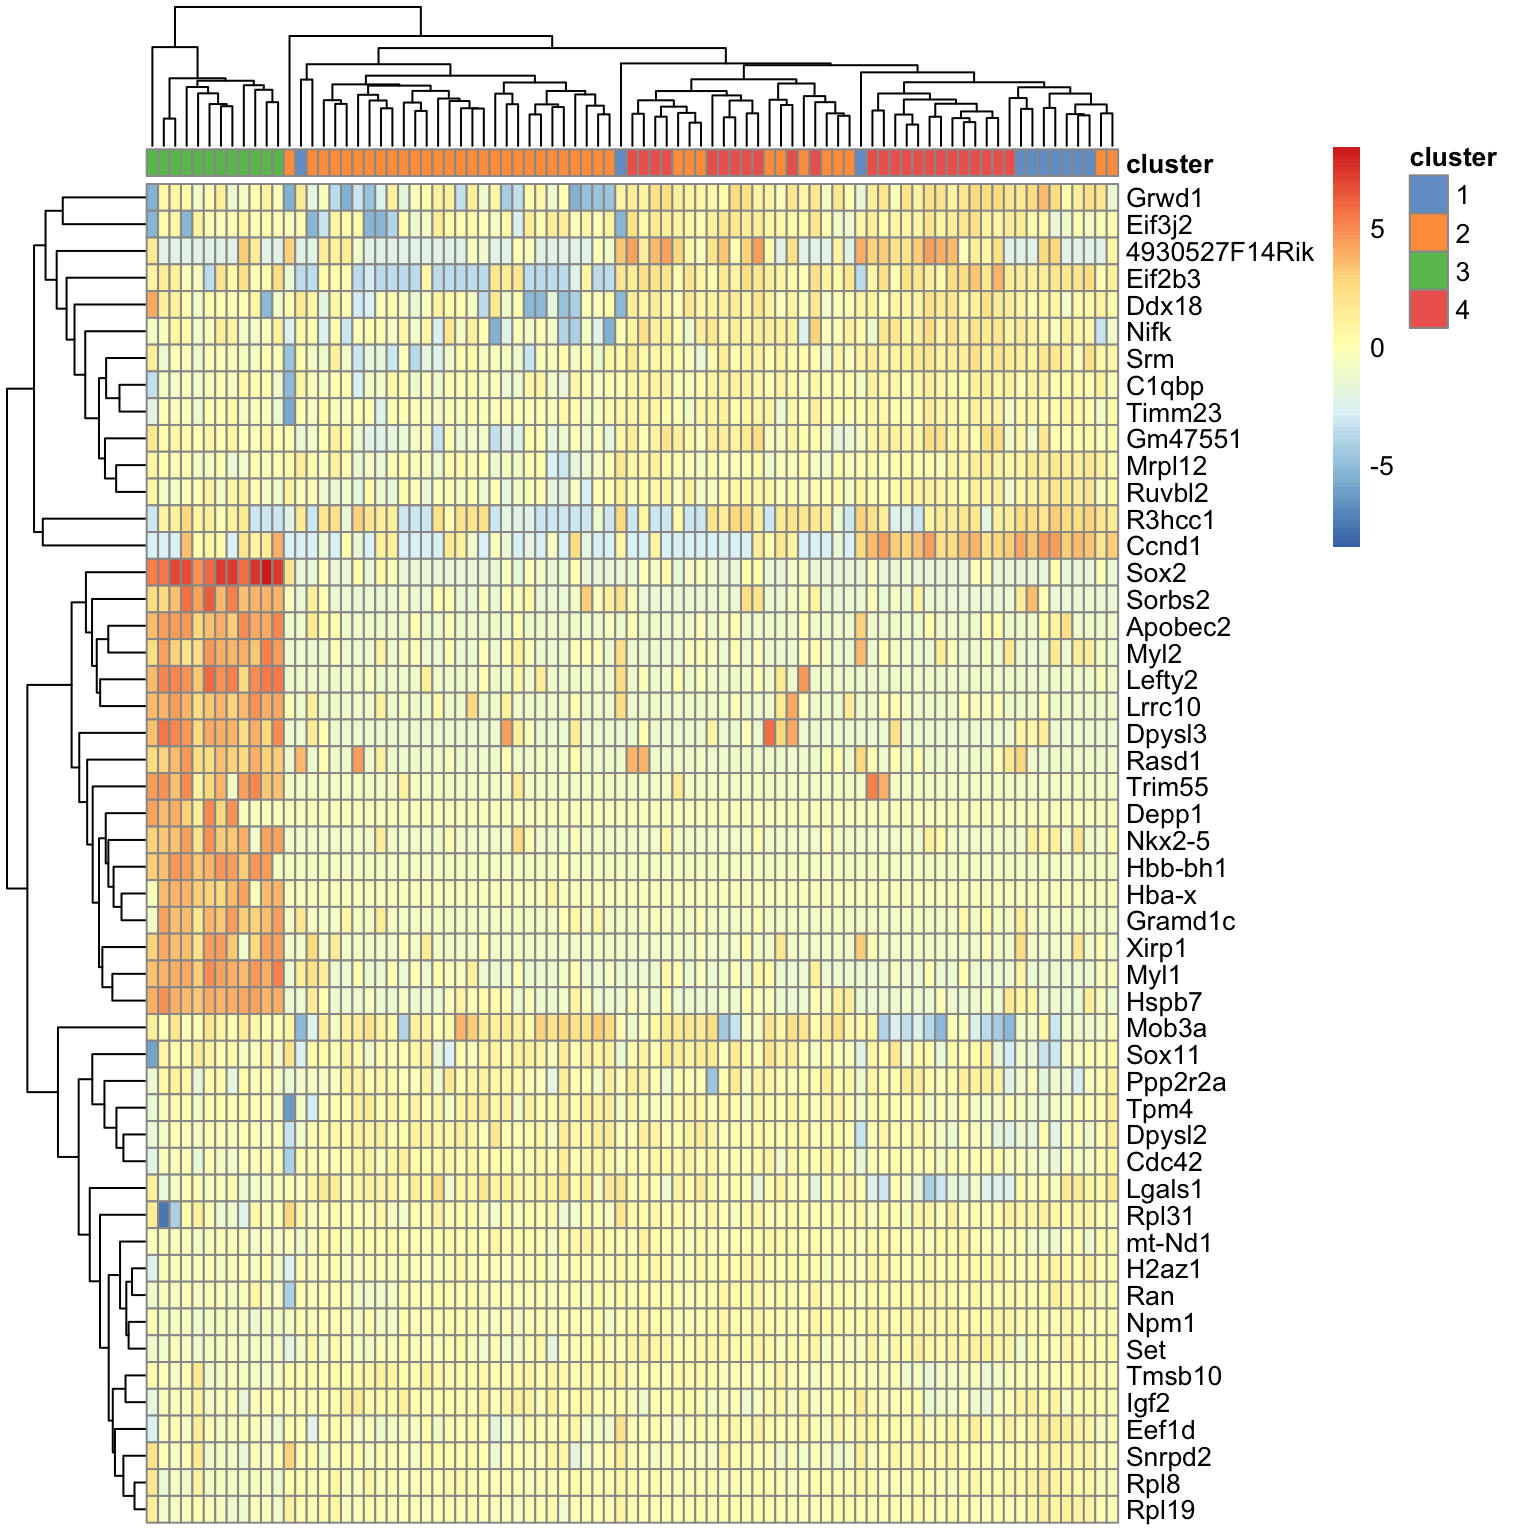 cluster
Grwd1
Eif3j2
4930527F14Rik
Eif2b3
Ddx18
Nifk
Srm
C1qbp
Timm23
Gm47551
Mrpl12
Ruvbl2
R3hcc1
Ccnd1
Sox2
Sorbs2
Apobec2
Myl2
Lefty2
Lrrc10
Dpysl3
Rasd1
Trim55
Depp1
Nkx2-5
Hbb-bh1
Hba-x
Gramd1c
Xirp1
Myl1
Hspb7
Mob3a
Sox11
Ppp2r2a
Tpm4
Dpysl2
Cdc42
Lgals1
Rpl31
mt-Nd1
H2az1
Ran
Npm1
Set
Tmsb10
Igf2
Eef1d
Snrpd2
Rpl8
Rpl19
5
0
-5
cluster
1
2
3
4